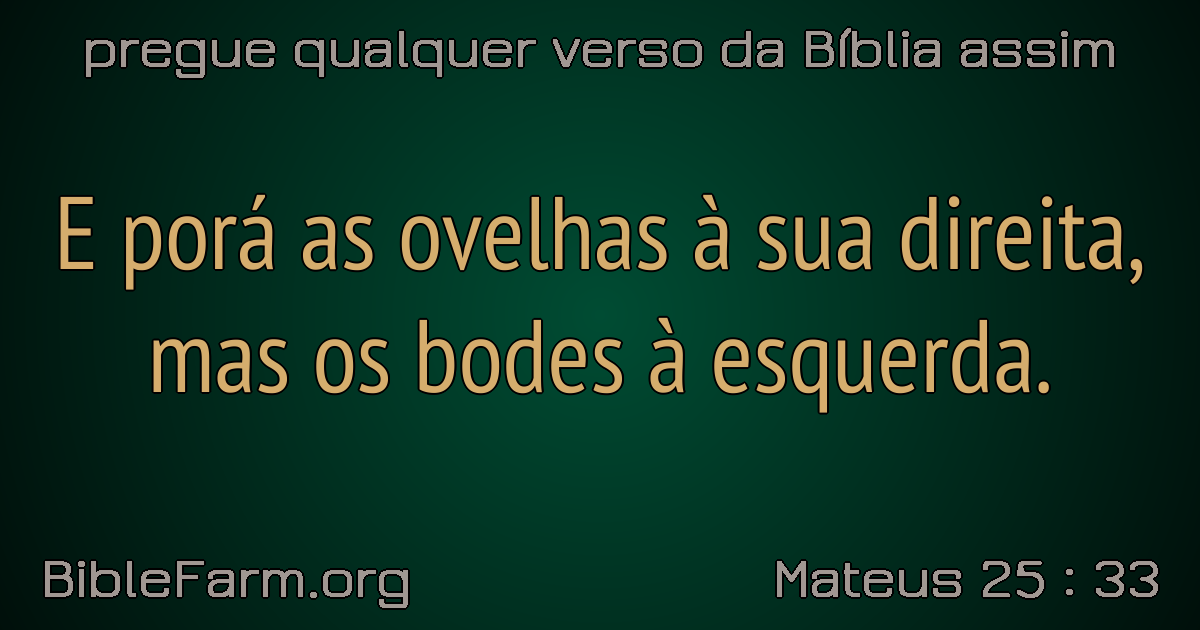 pregue qualquer verso da Bíblia assim
E porá as ovelhas à sua direita,
mas os bodes à esquerda.
BibleFarm.org
Mateus 25 : 33